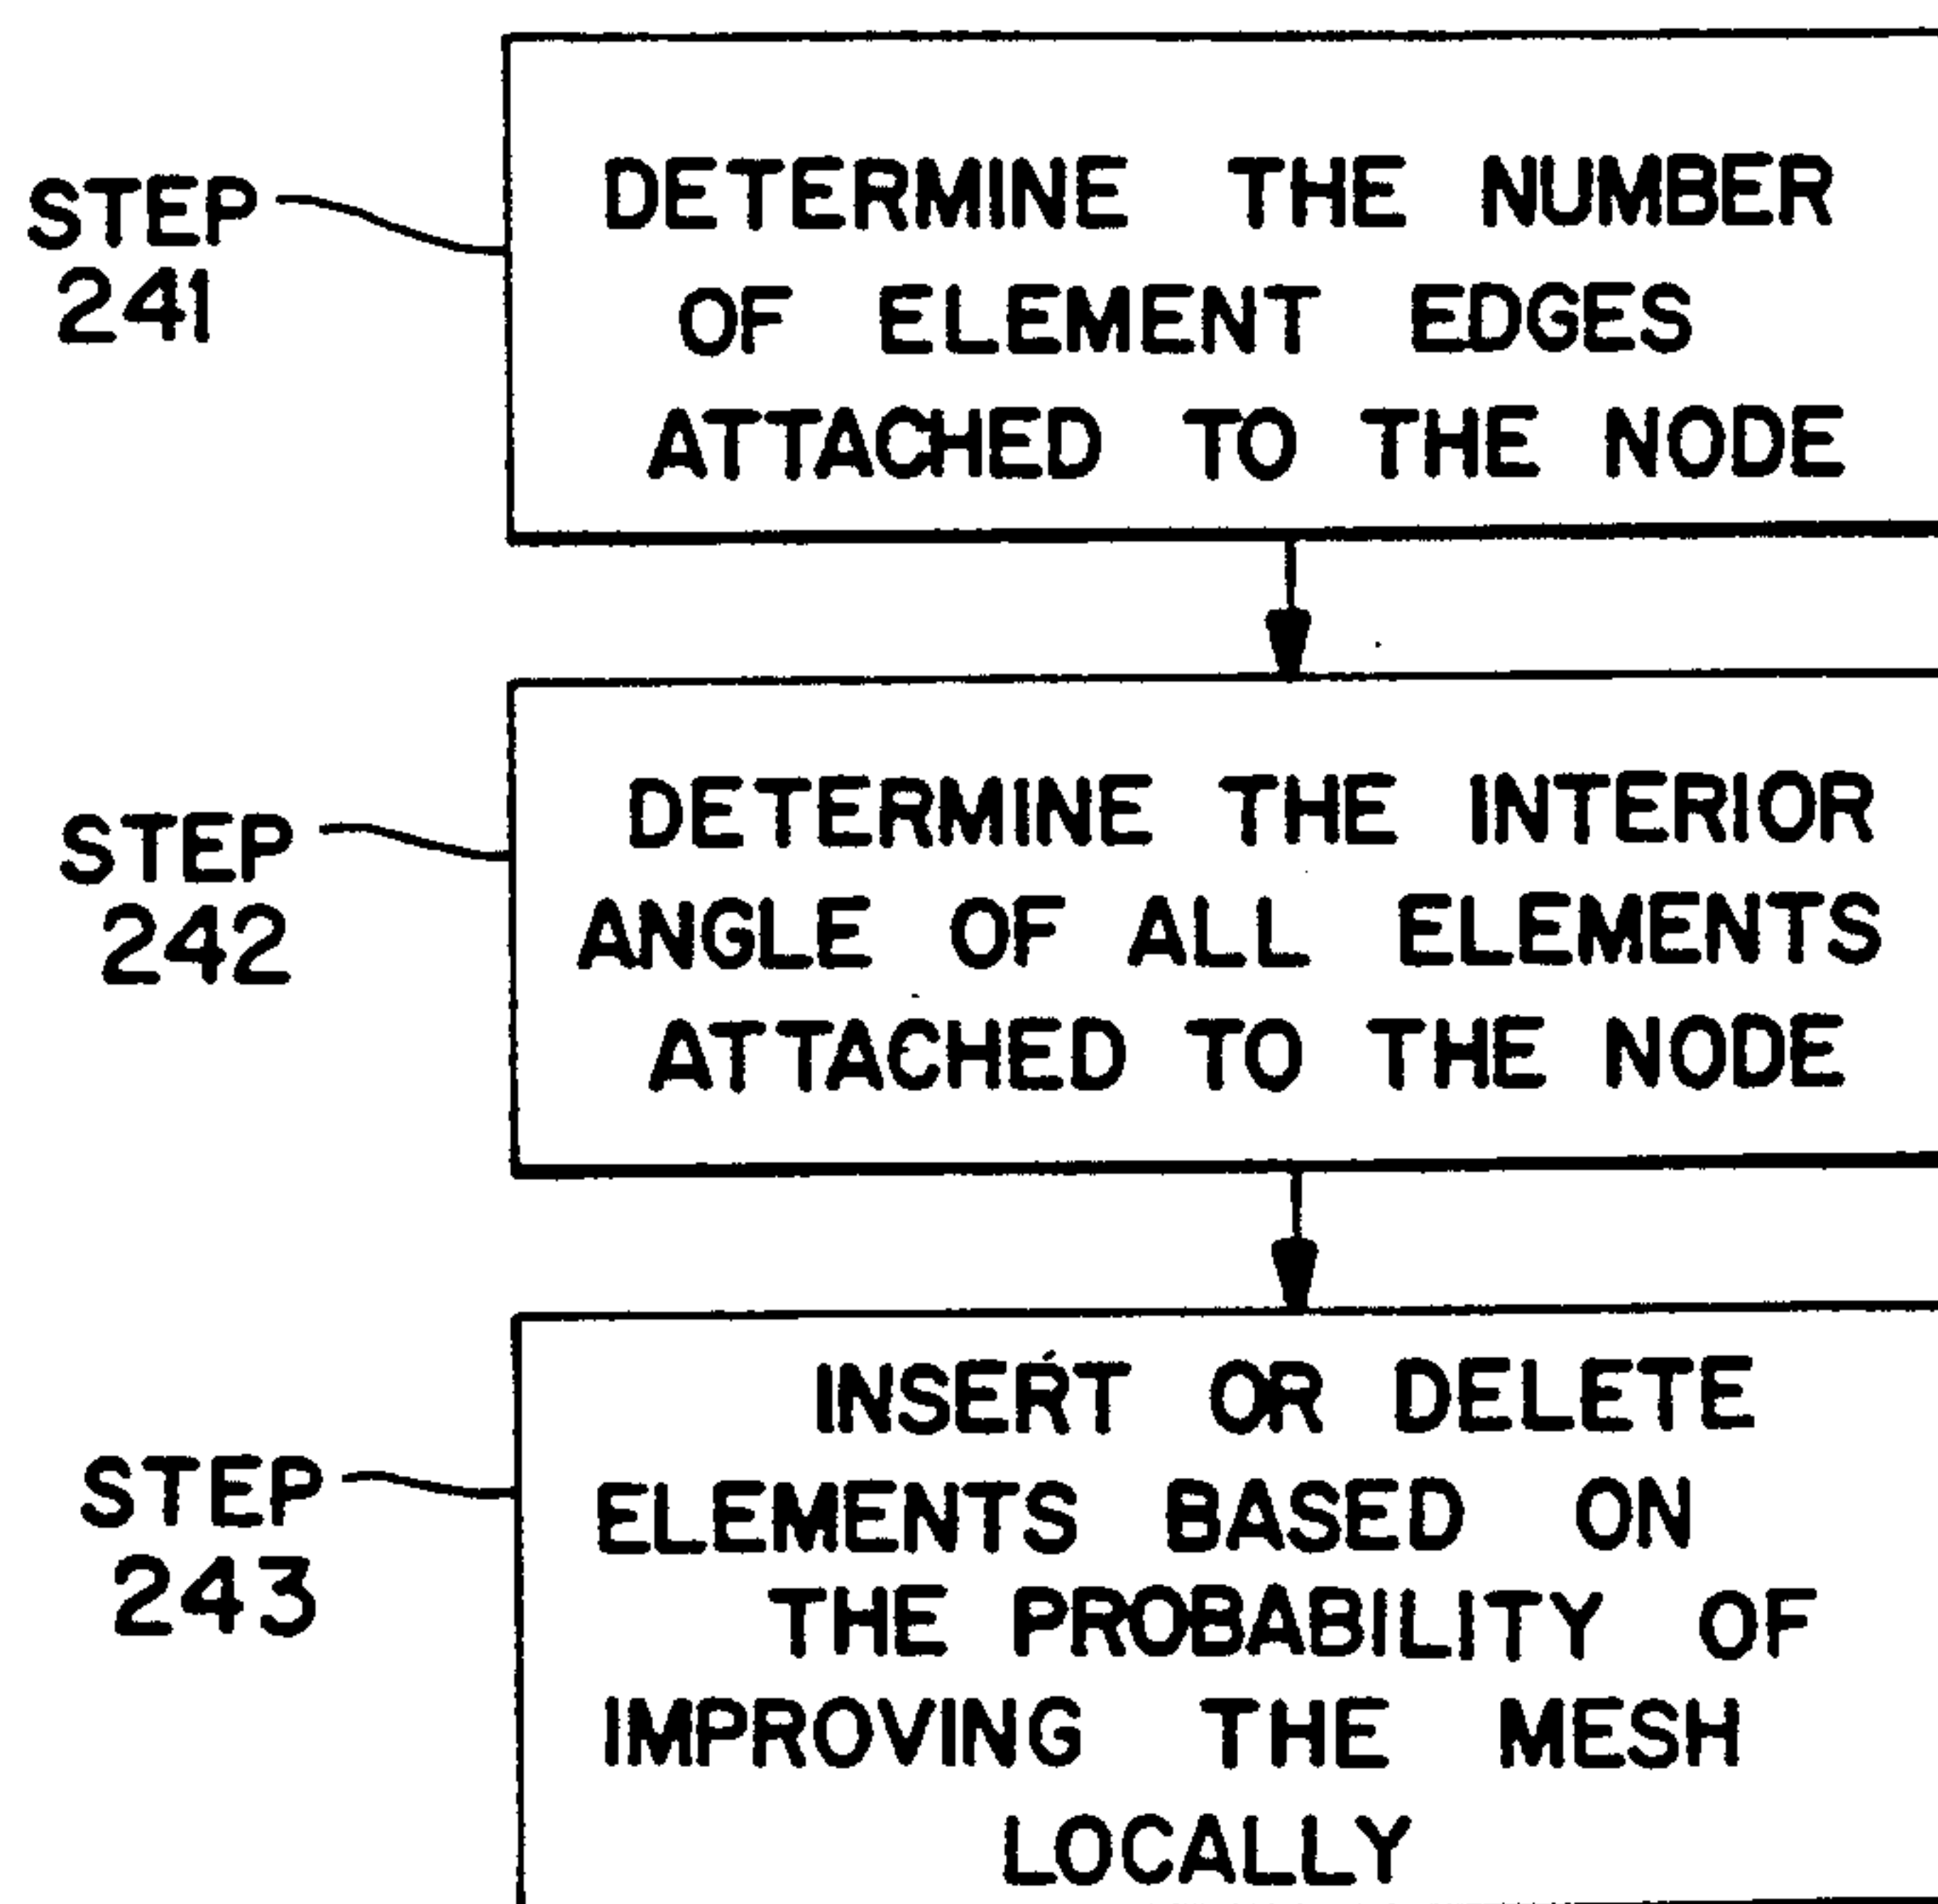 STEP
241
DETERMINE THE NUMBER
OF ELEMENT EDGES
ATTACHED TO THE NODE
STEP
242
DETERMINE THE INTERIOR
ANGLE OF ALL ELEMENTS
ATTACHED TO THE NODE
STEP
243
INSERT OR DELETE
ELEMENTS BASED ON
THE PROBABILITY OF
IMPROVING THE MESH
LOCALLY